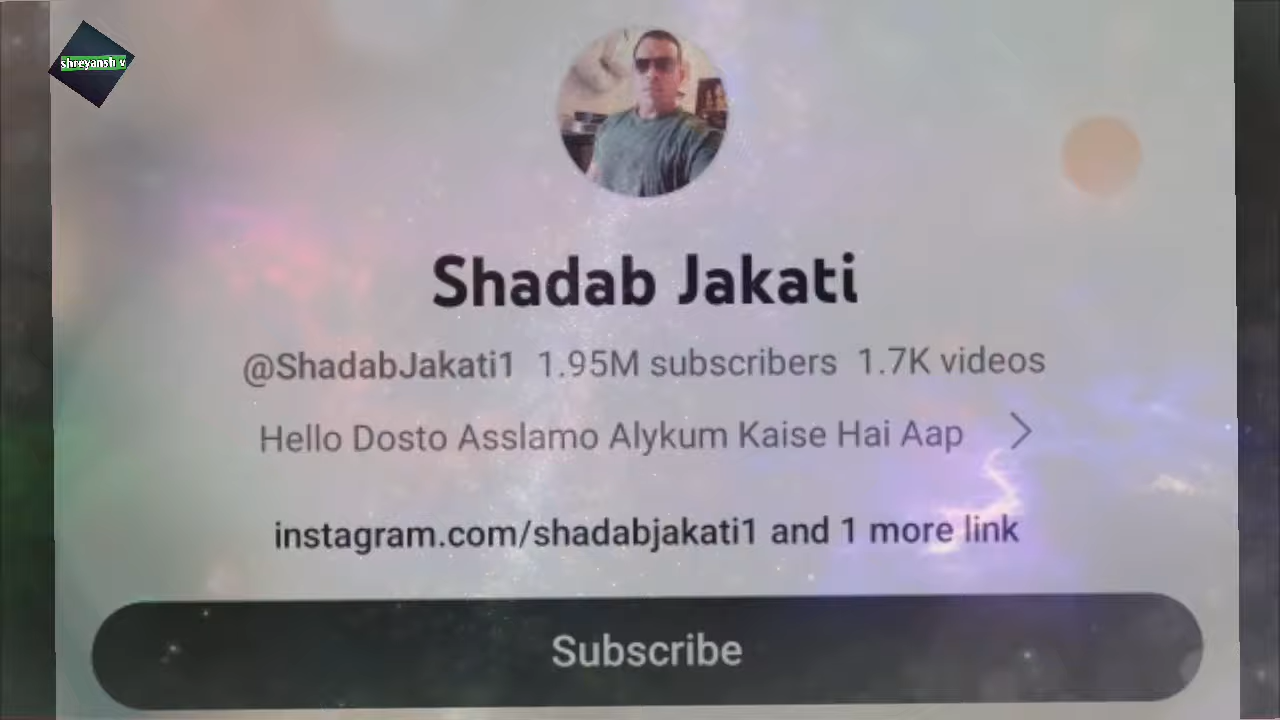 shreyansh v
Shadab Jakati
@ShadabJakati1 1.95M subscribers 1.7K videos
Hello Dosto Asslamo Alykum Kaise Hai Aap
instagram.com/shadabjakati1 and 1 more link
Subscribe